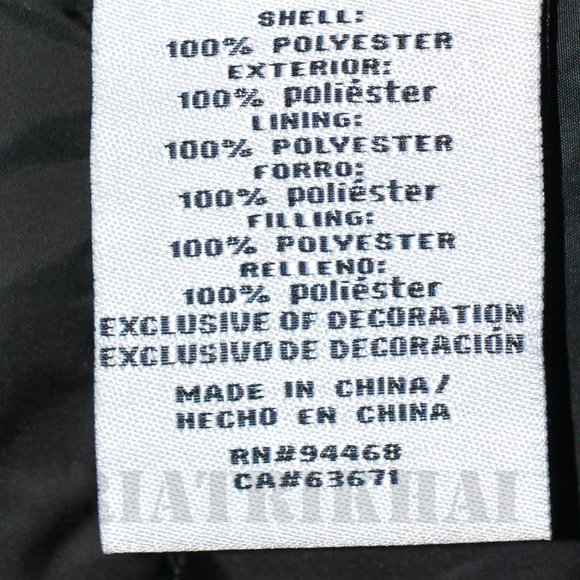 SHELL:
100% POLYESTER
EXTERIOR:
100% poliéster
LINING:
100% POLYESTER
FORRO:
100% poliéster
FILLING:
100% POLYESTER
RELLENO:
100% poliéster
EXCLUSIVE OF DECORATION
EXCLUSIVO DE DECORACIÓN
MADE IN CHINA/
HECHO EN CHINA
RN#94468
CA#63671